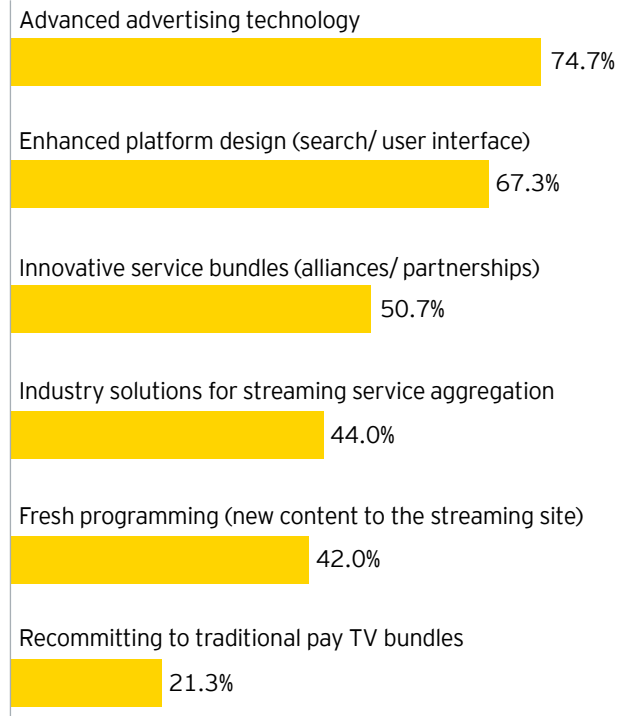 Advanced advertising technology
74.7%
Enhanced platform design (search/ user interface)
67.3%
Innovative service bundles (alliances/ partnerships)
50.7%
Industry solutions for streaming service aggregation
44.0%
Fresh programming (new content to the streaming site)
42.0%
Recommitting to traditional pay TV bundles
21.3%